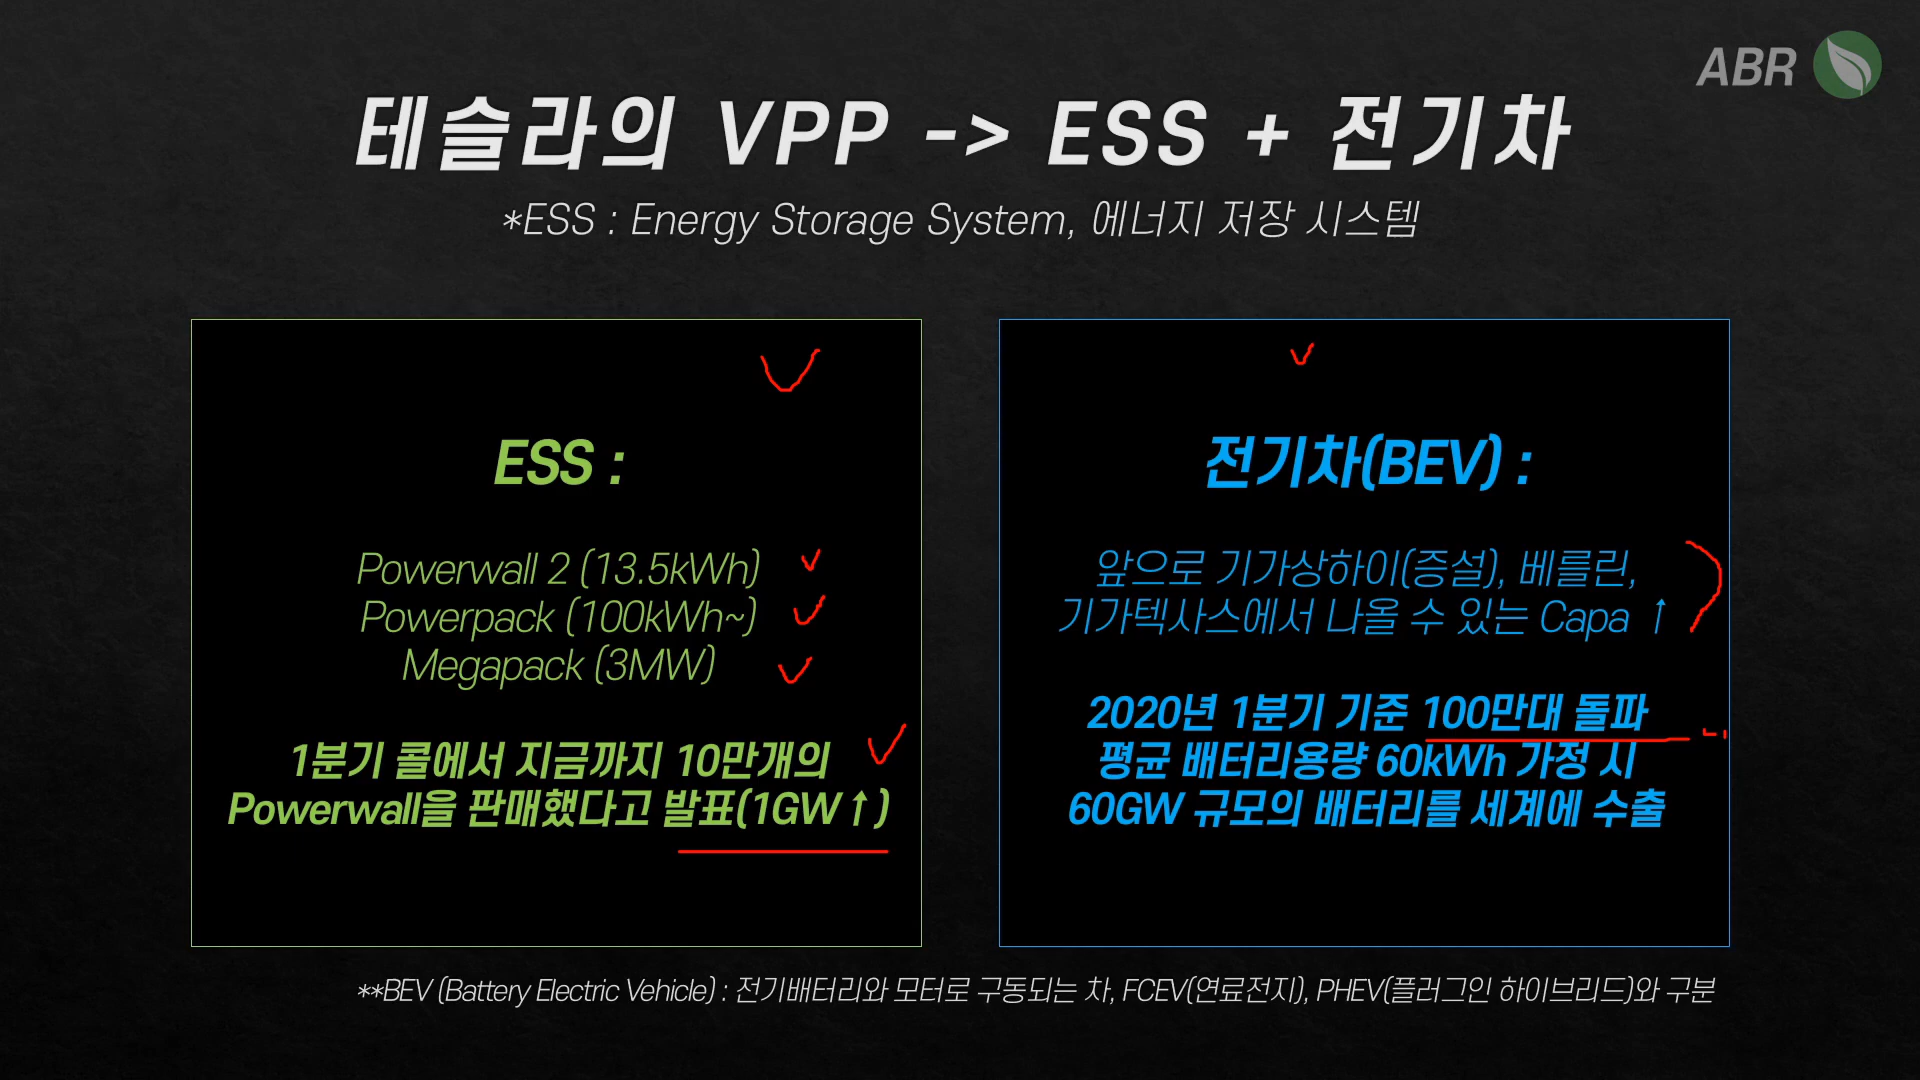 ABR
테슬라의 VPP -> ESS + 전기차
*ESS : Energy Storage System, 에너지 저장 시스템
ESS :
Powerwall 2 (13.5kWh)
Powerpack (100kWh~)
Megapack (3MW)
1분기 콜에서 지금까지 10만개의
Powerwall을 판매했다고 발표(1GW↑)
전기차(BEV) :
앞으로 기가상하이(증설), 베를린,
기가텍사스에서 나올 수 있는 Capa ↑
2020년 1분기 기준 100만대 돌파
평균 배터리용량 60kWh 가정 시
60GW 규모의 배터리를 세계에 수출
**BEV (Battery Electric Vehicle) : 전기배터리와 모터로 구동되는 차, FCEV(연료전지), PHEV(플러그인 하이브리드)와 구분